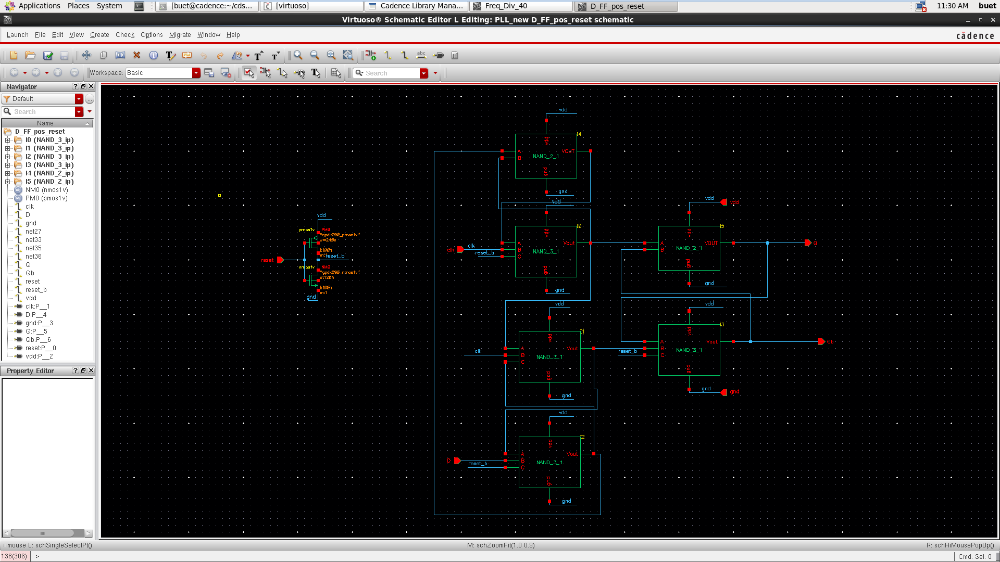 Applications Places System [buet@cadence:~/cds... [virtuoso] Cadence Library Mana... Freq_Div_40 D_FF_pos_reset 11:30 AM buet
Virtuoso® Schematic Editor L Editing: PLL_new D_FF_pos_reset schematic
Launch File Edit View Create Check Options Migrate Window Help cādence
Workspace: Basic Search
Navigator
Default
Search
Name
D_FF_pos_reset
I0 (NAND_3_ip)
I1 (NAND_3_ip)
I2 (NAND_3_ip)
I3 (NAND_3_ip)
I4 (NAND_2_ip)
I5 (NAND_2_ip)
NM0 (nmos1v)
PM0 (pmos1v)
clk
D
gnd
net27
net33
net35
net36
Q
Qb
reset
reset_b
vdd
clk:P__1
D:P__4
gnd:P__3
Q:P__5
Qb:P__6
reset:P__0
vdd:P__2
Property Editor
vdd
pmos1v PM0
"gpdk090_pmos1v"
w=240n
l:100n
m:1
reset reset_b
nmos1v NM0
"gpdk090_nmos1v"
w:120n
l:100n
m:1
gnd
vdd
I4
vdd
A VOUT
B NAND_2_1
gnd
gnd
vdd
I0
vdd
A Vout
clk clk B NAND_3_1
reset_b C
gnd
gnd
vdd
I1
vdd
A Vout
clk B NAND_3_1
C
gnd
gnd
vdd
I2
vdd
A Vout
D B NAND_3_1
reset_b C
gnd
gnd
vdd vdd
I5
vdd
A VOUT Q
B NAND_2_1
gnd
gnd
vdd
I3
vdd
A Vout Qb
B NAND_3_1
reset_b C
gnd
gnd gnd
mouse L: schSingleSelectPt() M: schZoomFit(1.0 0.9) R: schHiMousePopUp()
138(306) > Cmd: Sel: 0